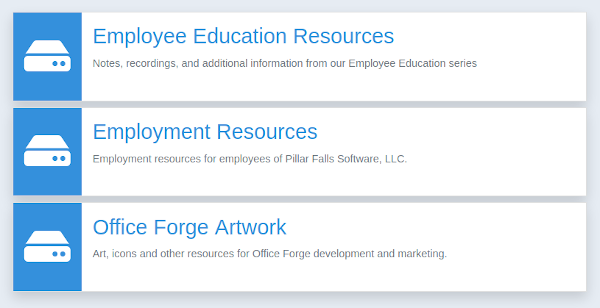 Employee Education Resources
Notes, recordings, and additional information from our Employee Education series
Employment Resources
Employment resources for employees of Pillar Falls Software, LLC.
Office Forge Artwork
Art, icons and other resources for Office Forge development and marketing.